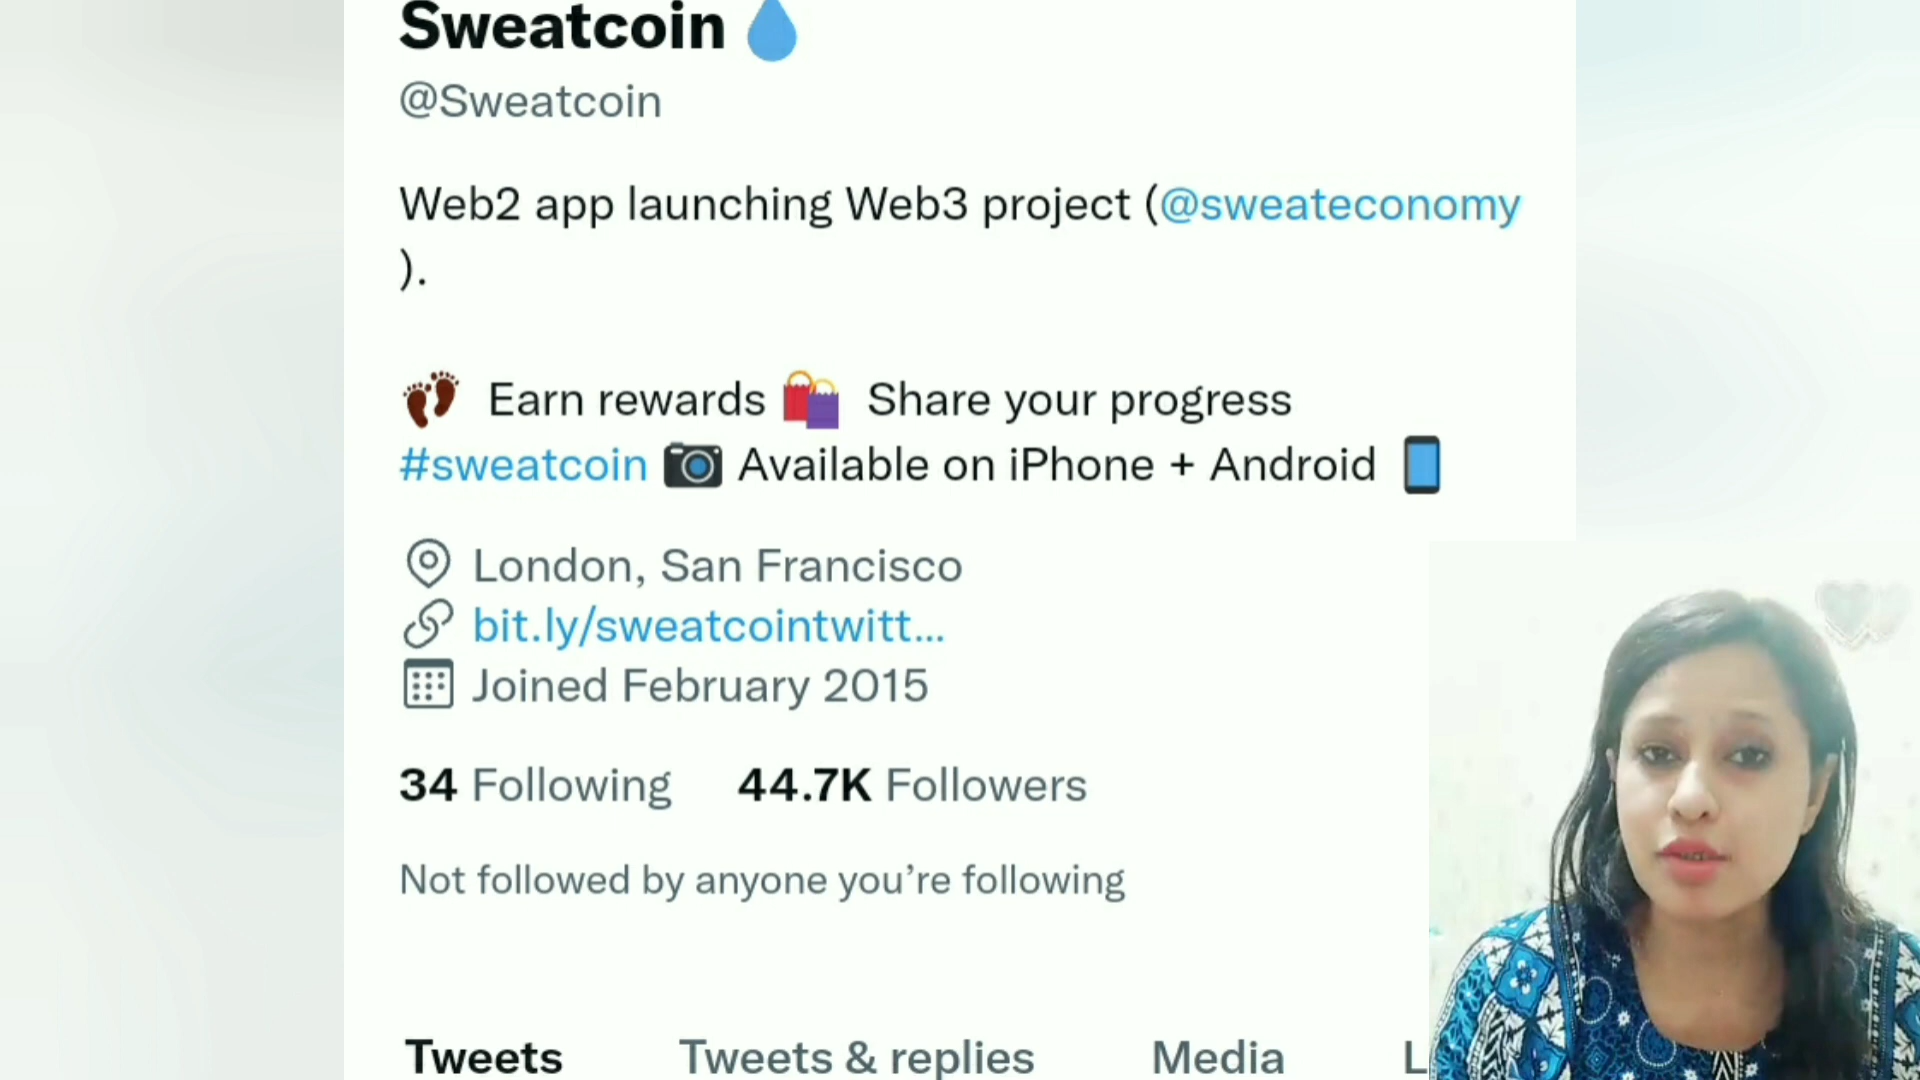 Sweatcoin 💧
@Sweatcoin
Web2 app launching Web3 project (@sweateconomy
).
👣 Earn rewards 🛍️ Share your progress
#sweatcoin 📷 Available on iPhone + Android 📱
London, San Francisco
bit.ly/sweatcointwitt...
Joined February 2015
34 Following 44.7K Followers
Not followed by anyone you’re following
Tweets Tweets & replies Media L